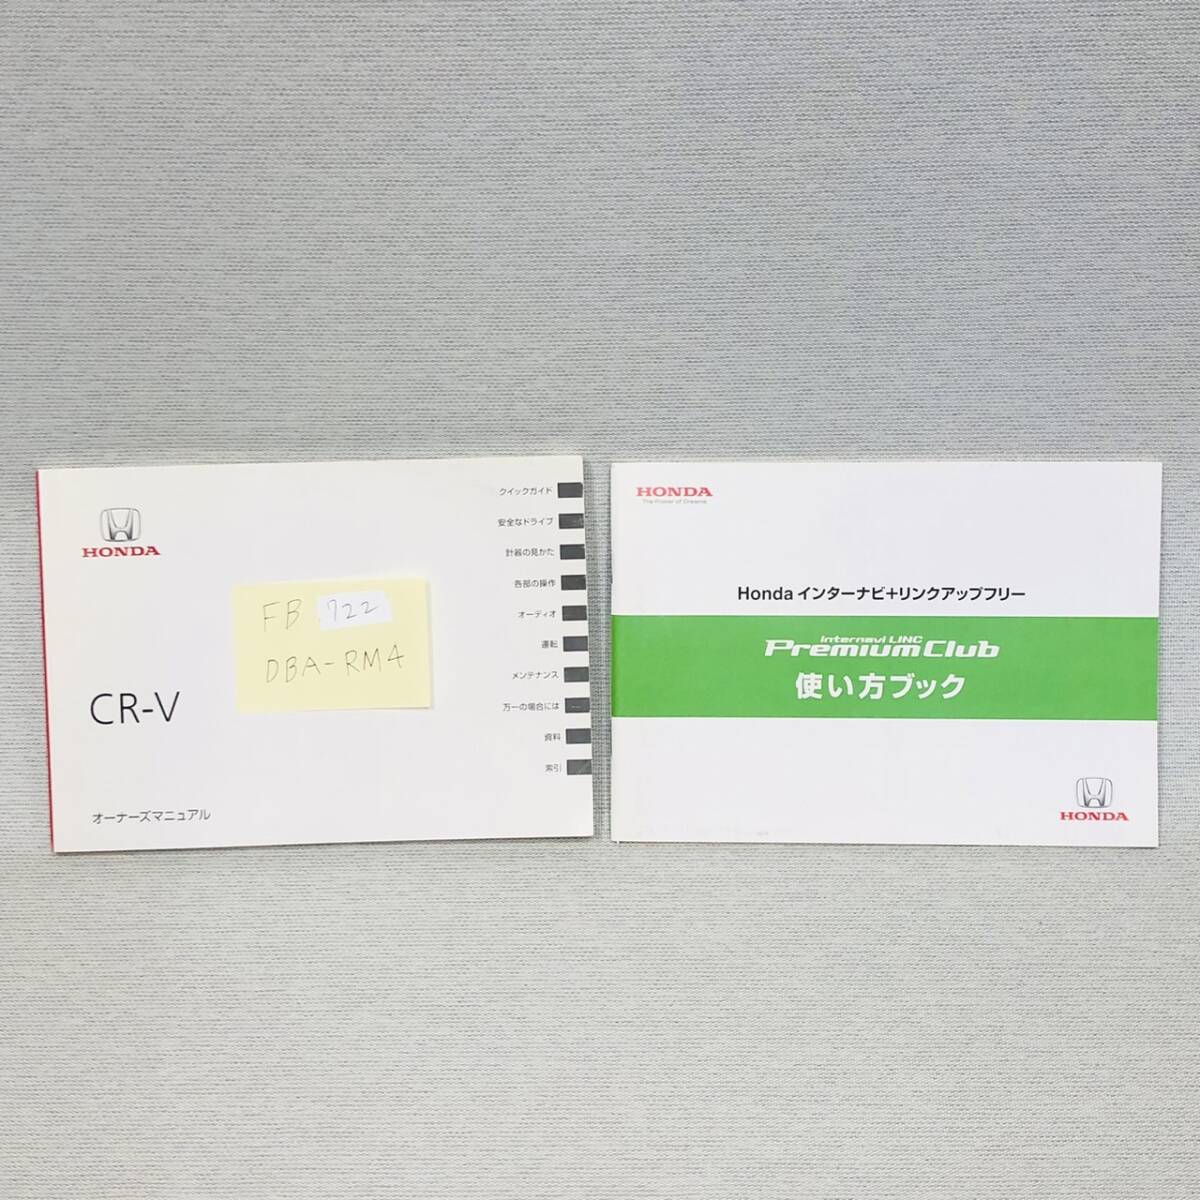 HONDA
FB 722
DBA-RM4
CR-V
オーナーズマニュアル
クイックガイド
安全なドライブ
計器の見かた
各部の操作
オーディオ
運転
メンテナンス
万一の場合には
資料
索引
HONDA
The Power of Dreams
Honda インターナビ+リンクアップフリー
internavi LINC
Premium Club
使い方ブック
HONDA